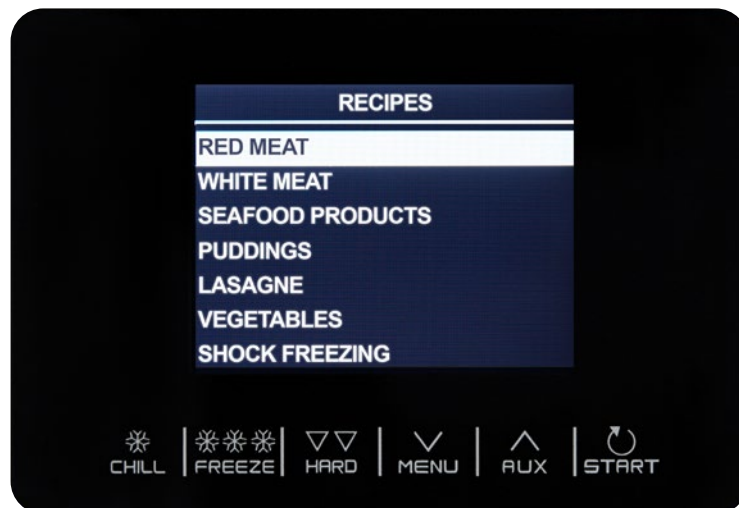 RECIPES
RED MEAT
WHITE MEAT
SEAFOOD PRODUCTS
PUDDINGS
LASAGNE
VEGETABLES
SHOCK FREEZING
CHILL FREEZE HARD MENU AUX START